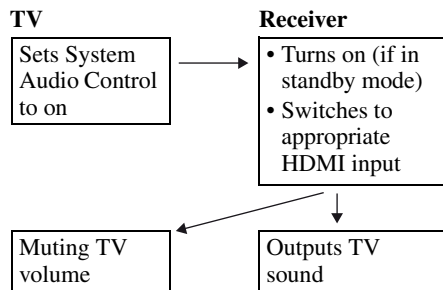 TV
Sets System
Audio Control
to on
Receiver
• Turns on (if in
standby mode)
• Switches to
appropriate
HDMI input
Muting TV
volume
Outputs TV
sound